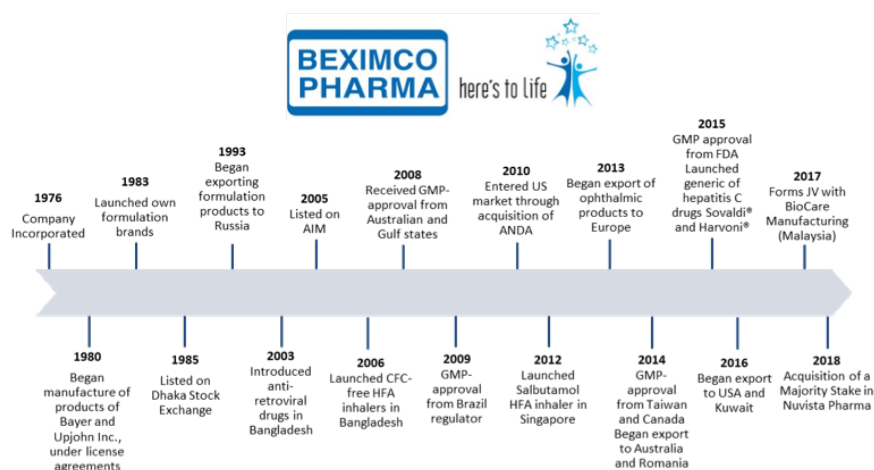 BEXIMCO
PHARMA
here's to life
1976
Company
Incorporated
1983
Launched own
formulation
brands
1993
Began
exporting
formulation
products to
Russia
2005
Listed on
AIM
2008
Received GMP-
approval from
Australian and
Gulf states
2010
Entered US
market through
acquisition of
ANDA
2013
Began export of
ophthalmic
products to
Europe
2015
GMP approval
from FDA
Launched
generic of
hepatitis C
drugs Sovaldi®
and Harvoni®
2017
Forms JV with
BioCare
Manufacturing
(Malaysia)
1980
Began
manufacture of
products of
Bayer and
Upjohn Inc.,
under license
agreements
1985
Listed on
Dhaka Stock
Exchange
2003
Introduced
anti-
retroviral
drugs in
Bangladesh
2006
Launched CFC-
free HFA
inhalers in
Bangladesh
2009
GMP-
approval
from Brazil
regulator
2012
Launched
Salbutamol
HFA inhaler in
Singapore
2014
GMP-
approval
from Taiwan
and Canada
Began export
to Australia
and Romania
2016
Began export
to USA and
Kuwait
2018
Acquisition of a
Majority Stake in
Nuvista Pharma